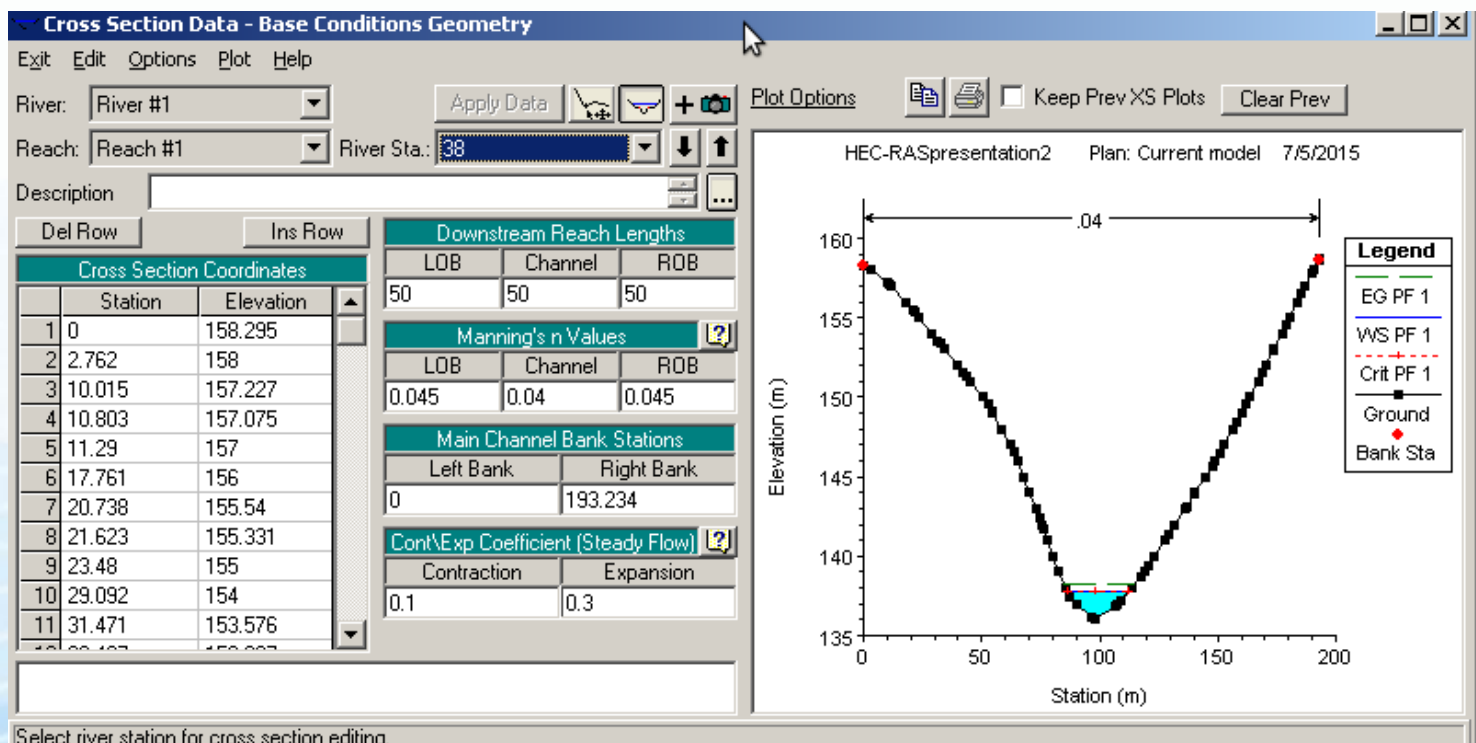 Cross Section Data - Base Conditions Geometry
Exit Edit Options Plot Help
River: River #1 Apply Data
Reach: Reach #1 River Sta.: 38
Description ...
Del Row Ins Row
Cross Section Coordinates
Station Elevation
1 0 158.295
2 2.762 158
3 10.015 157.227
4 10.803 157.075
5 11.29 157
6 17.761 156
7 20.738 155.54
8 21.623 155.331
9 23.48 155
10 29.092 154
11 31.471 153.576
Downstream Reach Lengths
LOB Channel ROB
50 50 50
Manning's n Values
LOB Channel ROB
0.045 0.04 0.045
Main Channel Bank Stations
Left Bank Right Bank
0 193.234
Cont\Exp Coefficient (Steady Flow)
Contraction Expansion
0.1 0.3
Plot Options Keep Prev XS Plots Clear Prev
HEC-RASpresentation2 Plan: Current model 7/5/2015
.04
160
155
150
145
140
135
Elevation (m)
0 50 100 150 200
Station (m)
Legend
EG PF 1
WS PF 1
Crit PF 1
Ground
Bank Sta
Select river station for cross section editing